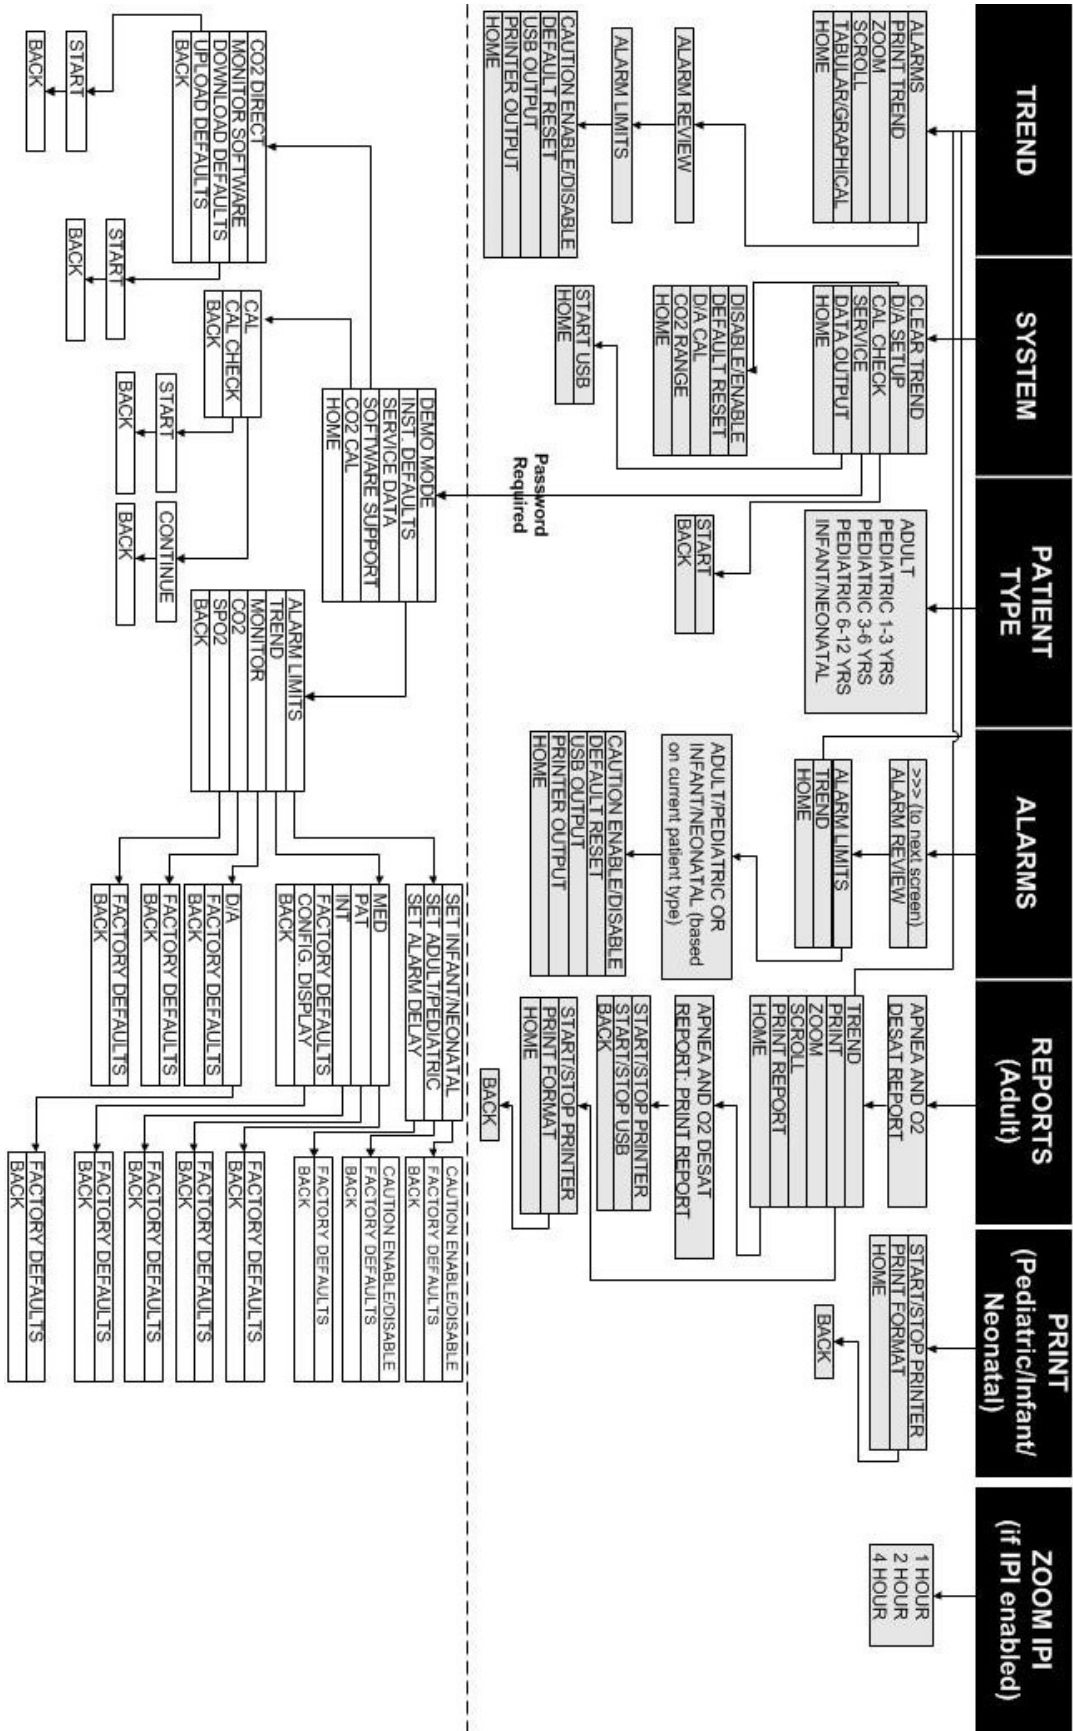 TREND
ALARMS
PRINT TREND
ZOOM
SCROLL
TABULAR/GRAPHICAL
HOME
ALARM REVIEW
ALARM LIMITS
CAUTION ENABLE/DISABLE
DEFAULT RESET
USB OUTPUT
PRINTER OUTPUT
HOME
SYSTEM
CLEAR TREND
D/A SETUP
CAL CHECK
SERVICE
DATA OUTPUT
HOME
DISABLE/ENABLE
DEFAULT RESET
D/A CAL
CO2 RANGE
HOME
START USB
HOME
PATIENT
TYPE
ADULT
PEDIATRIC 1-3 YRS
PEDIATRIC 3-6 YRS
PEDIATRIC 6-12 YRS
INFANT/NEONATAL
START
BACK
Password
Required
ALARMS
>>> (to next screen)
ALARM REVIEW
ALARM LIMITS
TREND
HOME
ADULT/PEDIATRIC OR
INFANT/NEONATAL (based
on current patient type)
CAUTION ENABLE/DISABLE
DEFAULT RESET
USB OUTPUT
PRINTER OUTPUT
HOME
REPORTS
(Adult)
APNEA AND O2
DESAT REPORT
TREND
PRINT
ZOOM
SCROLL
PRINT REPORT
HOME
APNEA AND O2 DESAT
REPORT: PRINT REPORT
START/STOP PRINTER
START/STOP USB
BACK
START/STOP PRINTER
PRINT FORMAT
HOME
BACK
PRINT
(Pediatric/Infant/
Neonatal)
START/STOP PRINTER
PRINT FORMAT
HOME
BACK
ZOOM IPI
(if IPI enabled)
1 HOUR
2 HOUR
4 HOUR
DEMO MODE
INST. DEFAULTS
SERVICE DATA
SOFTWARE SUPPORT
CO2 CAL
HOME
CO2 DIRECT
MONITOR SOFTWARE
DOWNLOAD DEFAULTS
UPLOAD DEFAULTS
BACK
START
BACK
START
BACK
CAL
CAL CHECK
BACK
START
BACK
CONTINUE
BACK
ALARM LIMITS
TREND
MONITOR
CO2
SPO2
BACK
SET INFANT/NEONATAL
SET ADULT/PEDIATRIC
SET ALARM DELAY
MED
PAT
INT
FACTORY DEFAULTS
CONFIG. DISPLAY
BACK
D/A
FACTORY DEFAULTS
BACK
FACTORY DEFAULTS
BACK
FACTORY DEFAULTS
BACK
CAUTION ENABLE/DISABLE
FACTORY DEFAULTS
BACK
CAUTION ENABLE/DISABLE
FACTORY DEFAULTS
BACK
FACTORY DEFAULTS
BACK
FACTORY DEFAULTS
BACK
FACTORY DEFAULTS
BACK
FACTORY DEFAULTS
BACK
FACTORY DEFAULTS
BACK
FACTORY DEFAULTS
BACK